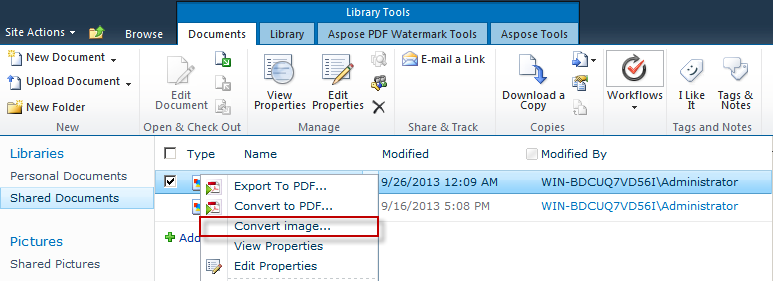 Library Tools
Site Actions Browse Documents Library Aspose PDF Watermark Tools Aspose Tools
New Document
Upload Document
New Folder
New
Edit Document
Open & Check Out
View Properties
Edit Properties
Manage
E-mail a Link
Share & Track
Download a Copy
Copies
Workflows
I Like It
Tags & Notes
Tags and Notes
Libraries
Personal Documents
Shared Documents
Pictures
Shared Pictures
Type Name Modified Modified By
9/26/2013 12:09 AM WIN-BDCUQ7VD56I\Administrator
9/16/2013 5:08 PM WIN-BDCUQ7VD56I\Administrator
Add
Export To PDF...
Convert to PDF...
Convert image...
View Properties
Edit Properties